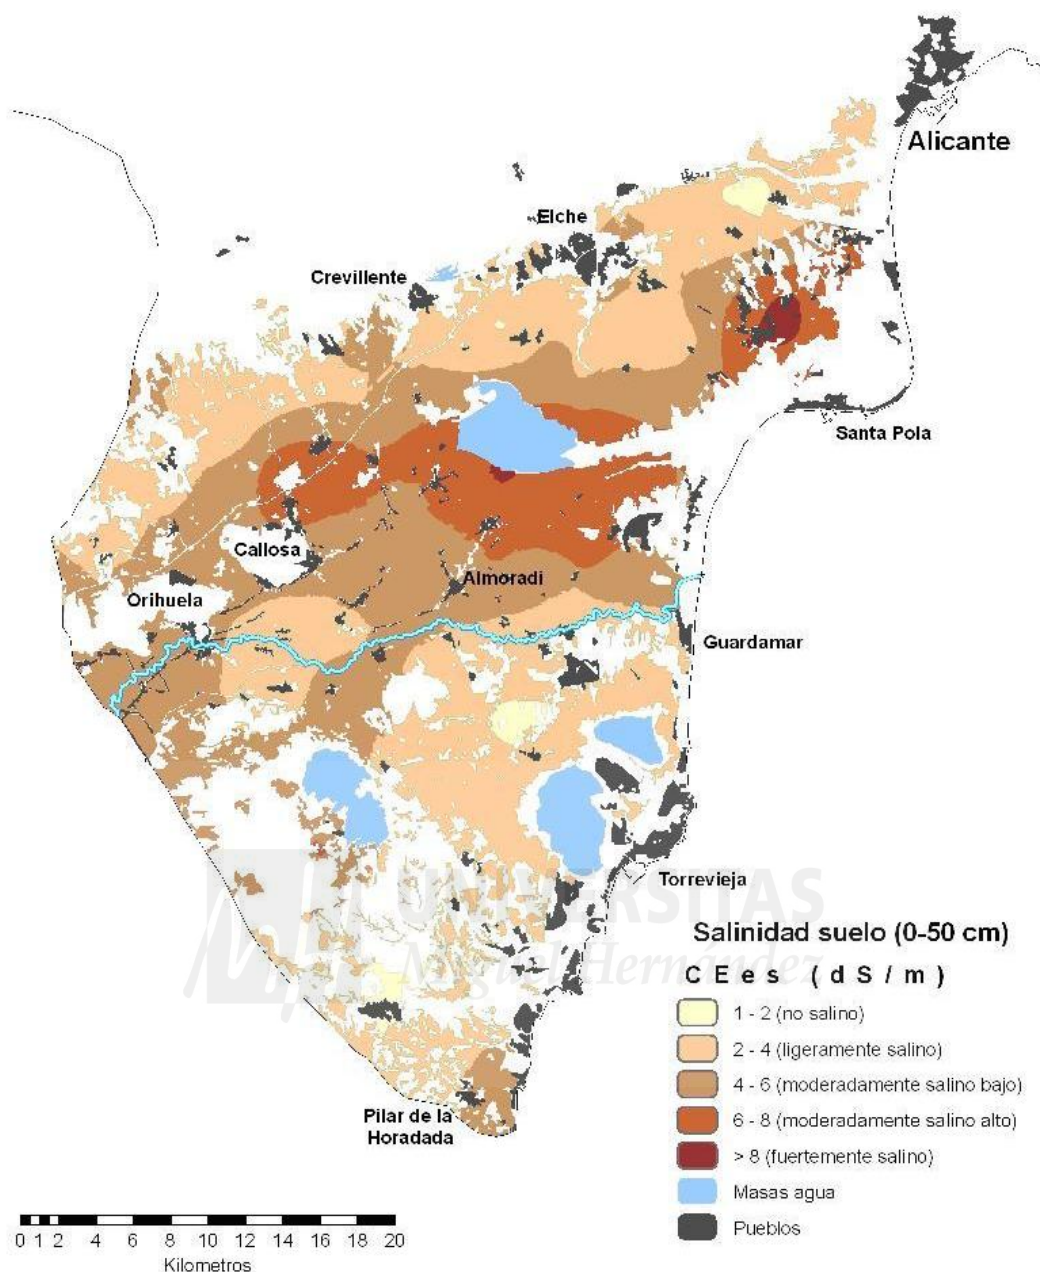 Alicante
Elche
Crevillente
Santa Pola
Callosa
Almoradi
Orihuela
Guardamar
Torrevieja
UNIVERSITAS
Miguel Hernández
Salinidad suelo (0-50 cm)
CEes (dS/m)
1 - 2 (no salino)
2 - 4 (ligeramente salino)
4 - 6 (moderadamente salino bajo)
6 - 8 (moderadamente salino alto)
> 8 (fuertemente salino)
Masas agua
Pueblos
Pilar de la
Horadada
0 1 2 4 6 8 10 12 14 16 18 20
Kilometros